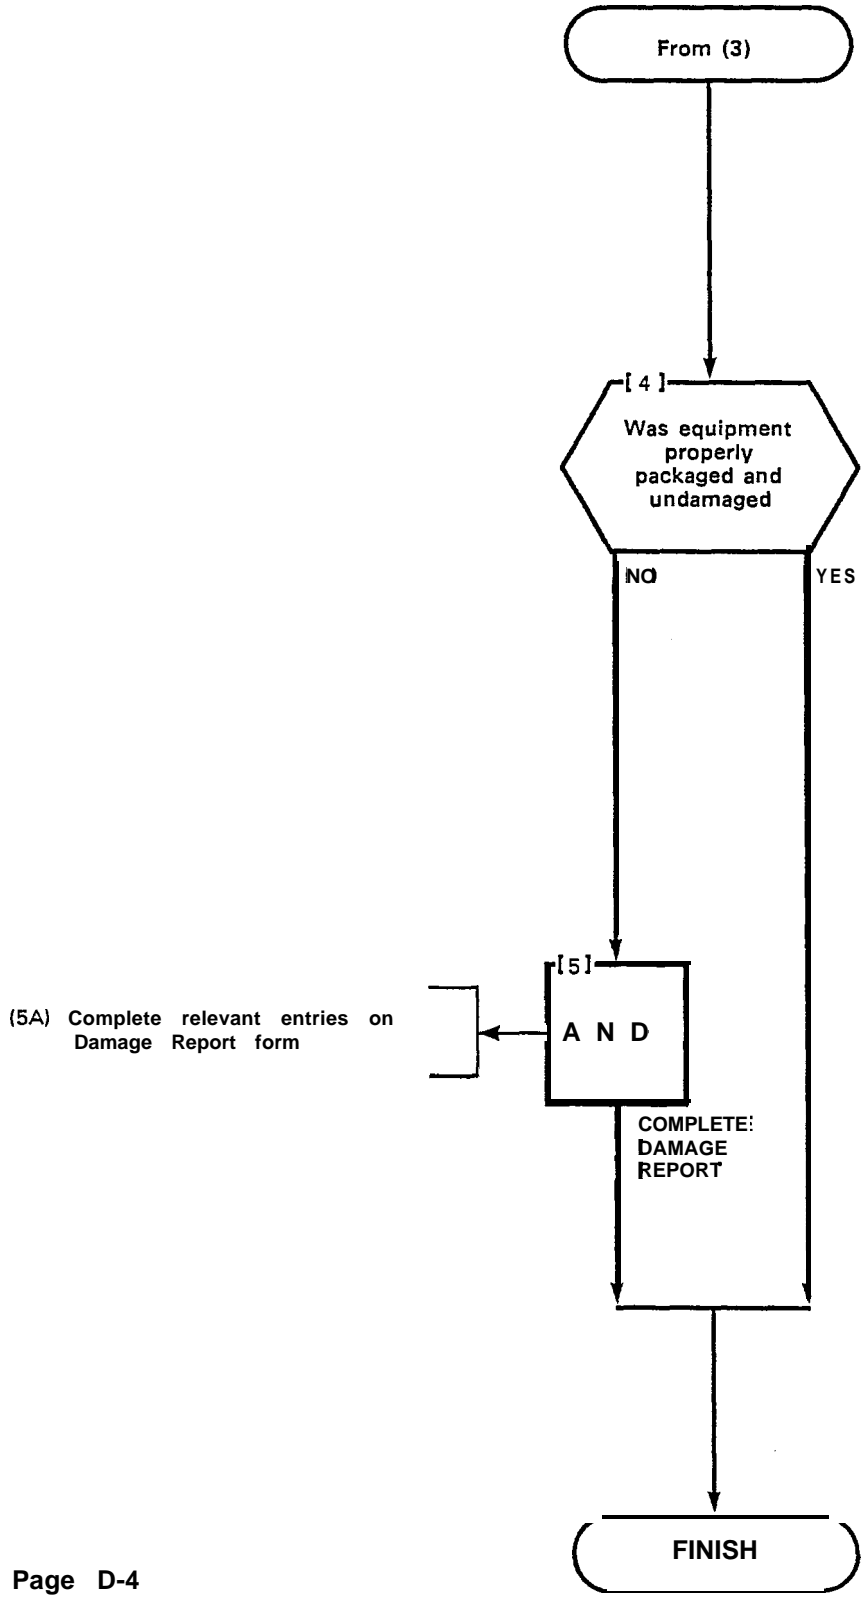 From (3)
[ 4 ]
Was equipment
properly
packaged and
undamaged
NO
YES
[5]
(5A) Complete relevant entries on
Damage Report form
A N D
COMPLETE
DAMAGE
REPORT
FINISH
Page D-4